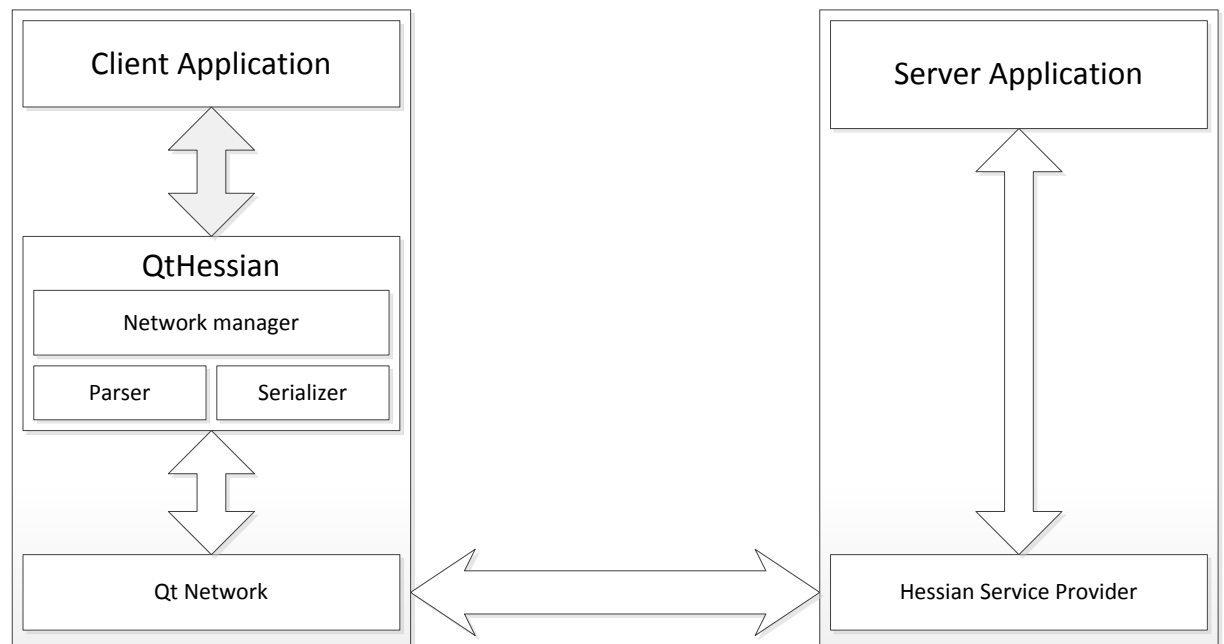 Client Application
Server Application
QtHessian
Network manager
Parser
Serializer
Qt Network
Hessian Service Provider